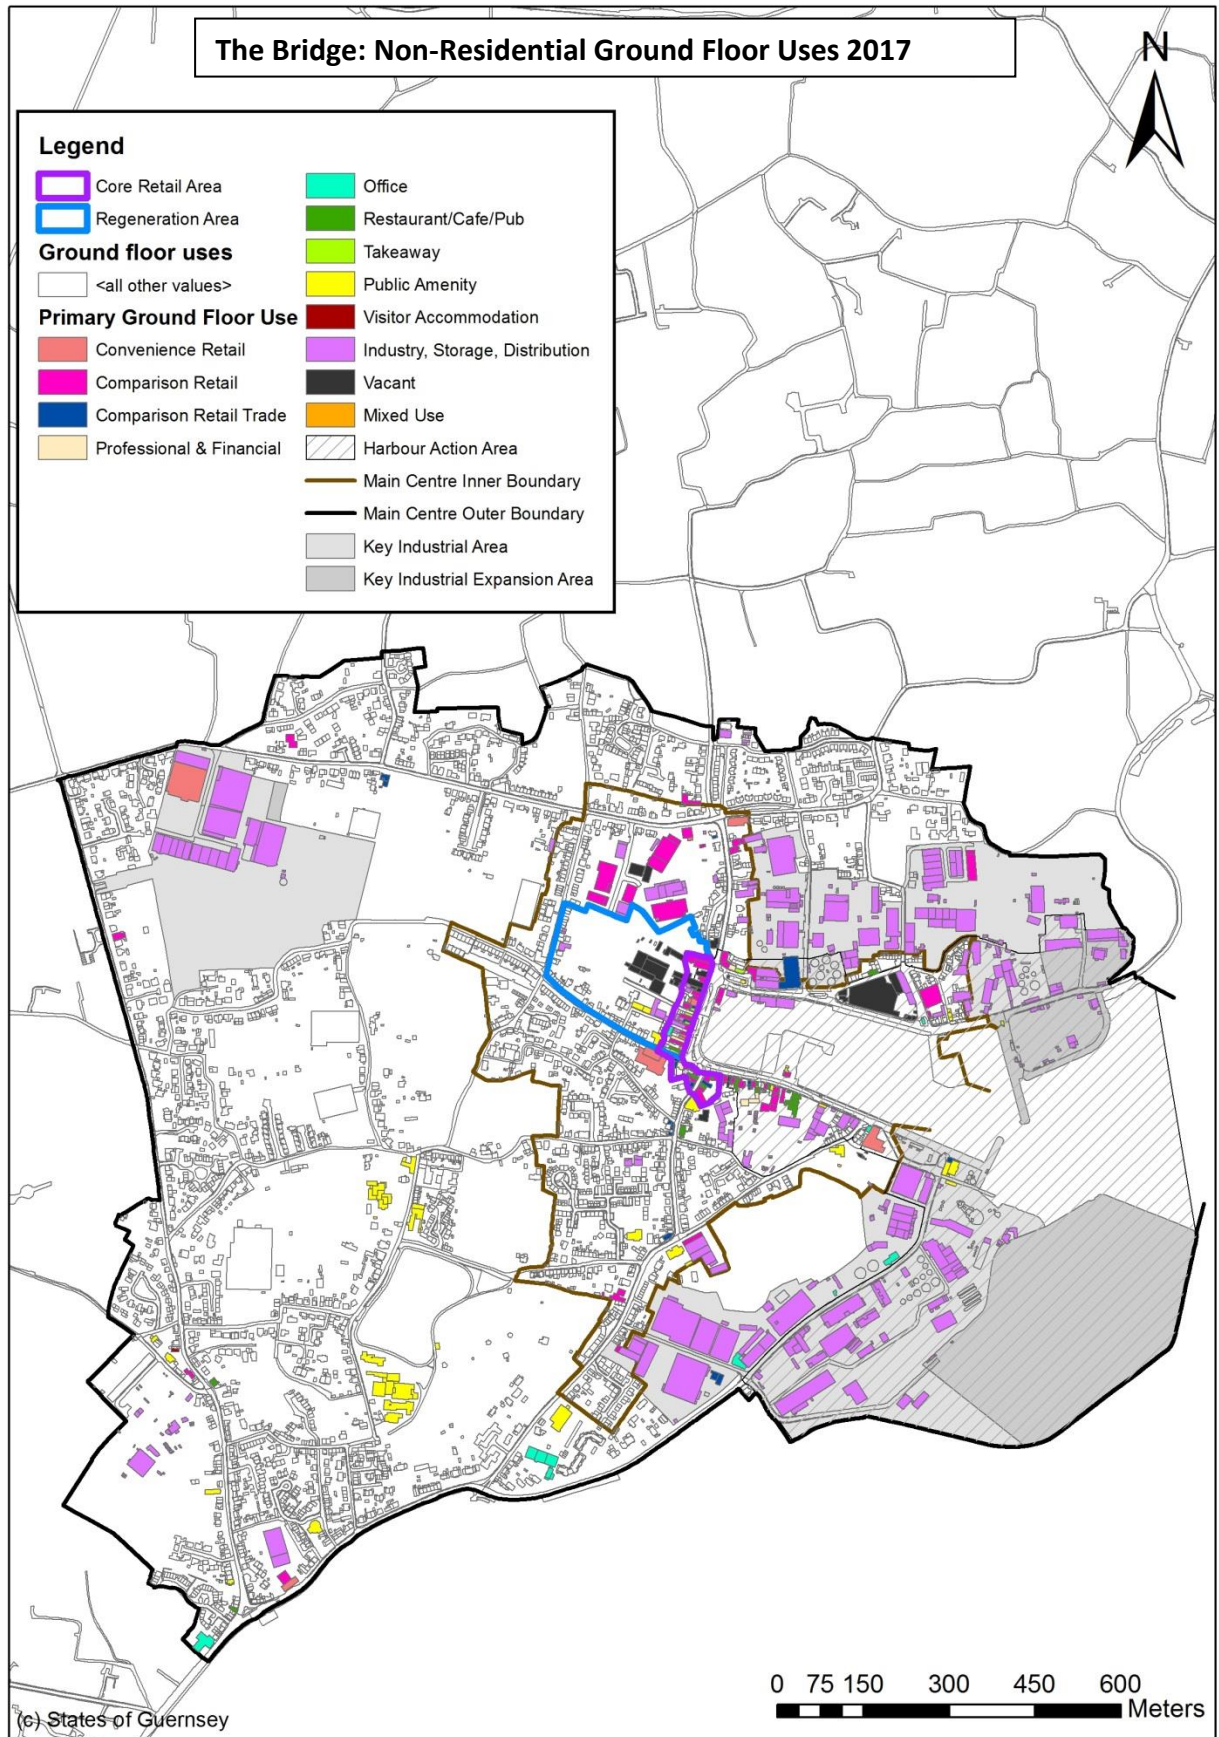 The Bridge: Non-Residential Ground Floor Uses 2017
N
Legend
Core Retail Area
Regeneration Area
Ground floor uses
<all other values>
Primary Ground Floor Use
Convenience Retail
Comparison Retail
Comparison Retail Trade
Professional & Financial
Office
Restaurant/Cafe/Pub
Takeaway
Public Amenity
Visitor Accommodation
Industry, Storage, Distribution
Vacant
Mixed Use
Harbour Action Area
Main Centre Inner Boundary
Main Centre Outer Boundary
Key Industrial Area
Key Industrial Expansion Area
0 75 150 300 450 600
Meters
(c) States of Guernsey